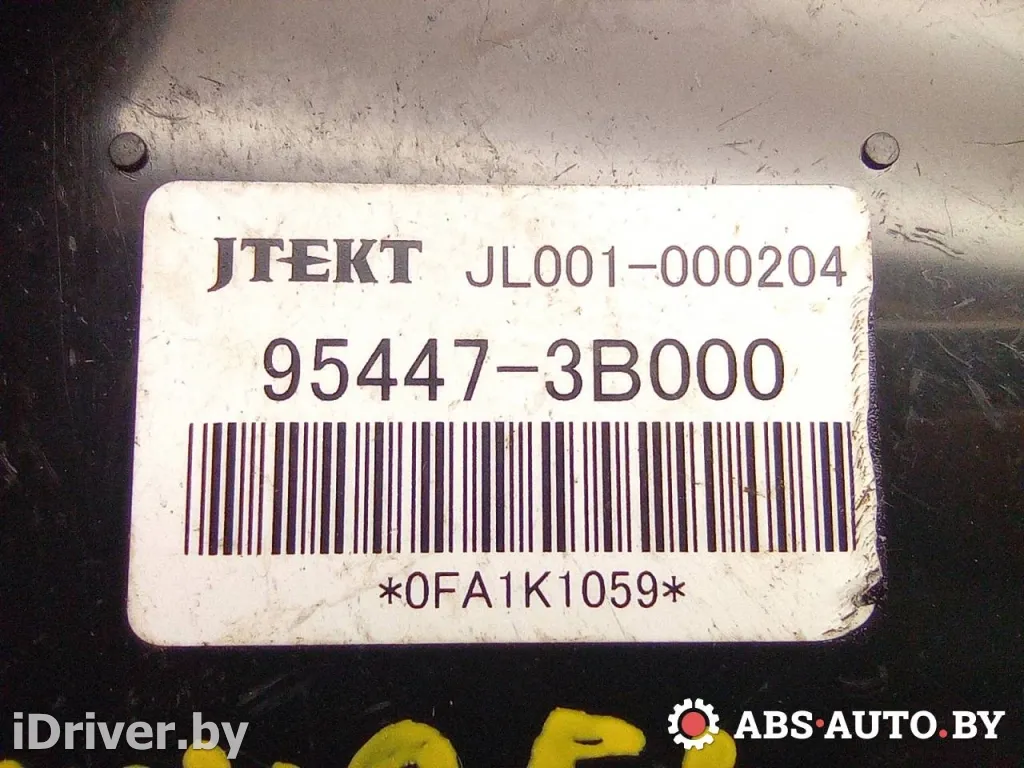 JTEKT JL001-000204
95447-3B000
*0FA1K1059*
iDriver.by
ABS-AUTO.BY